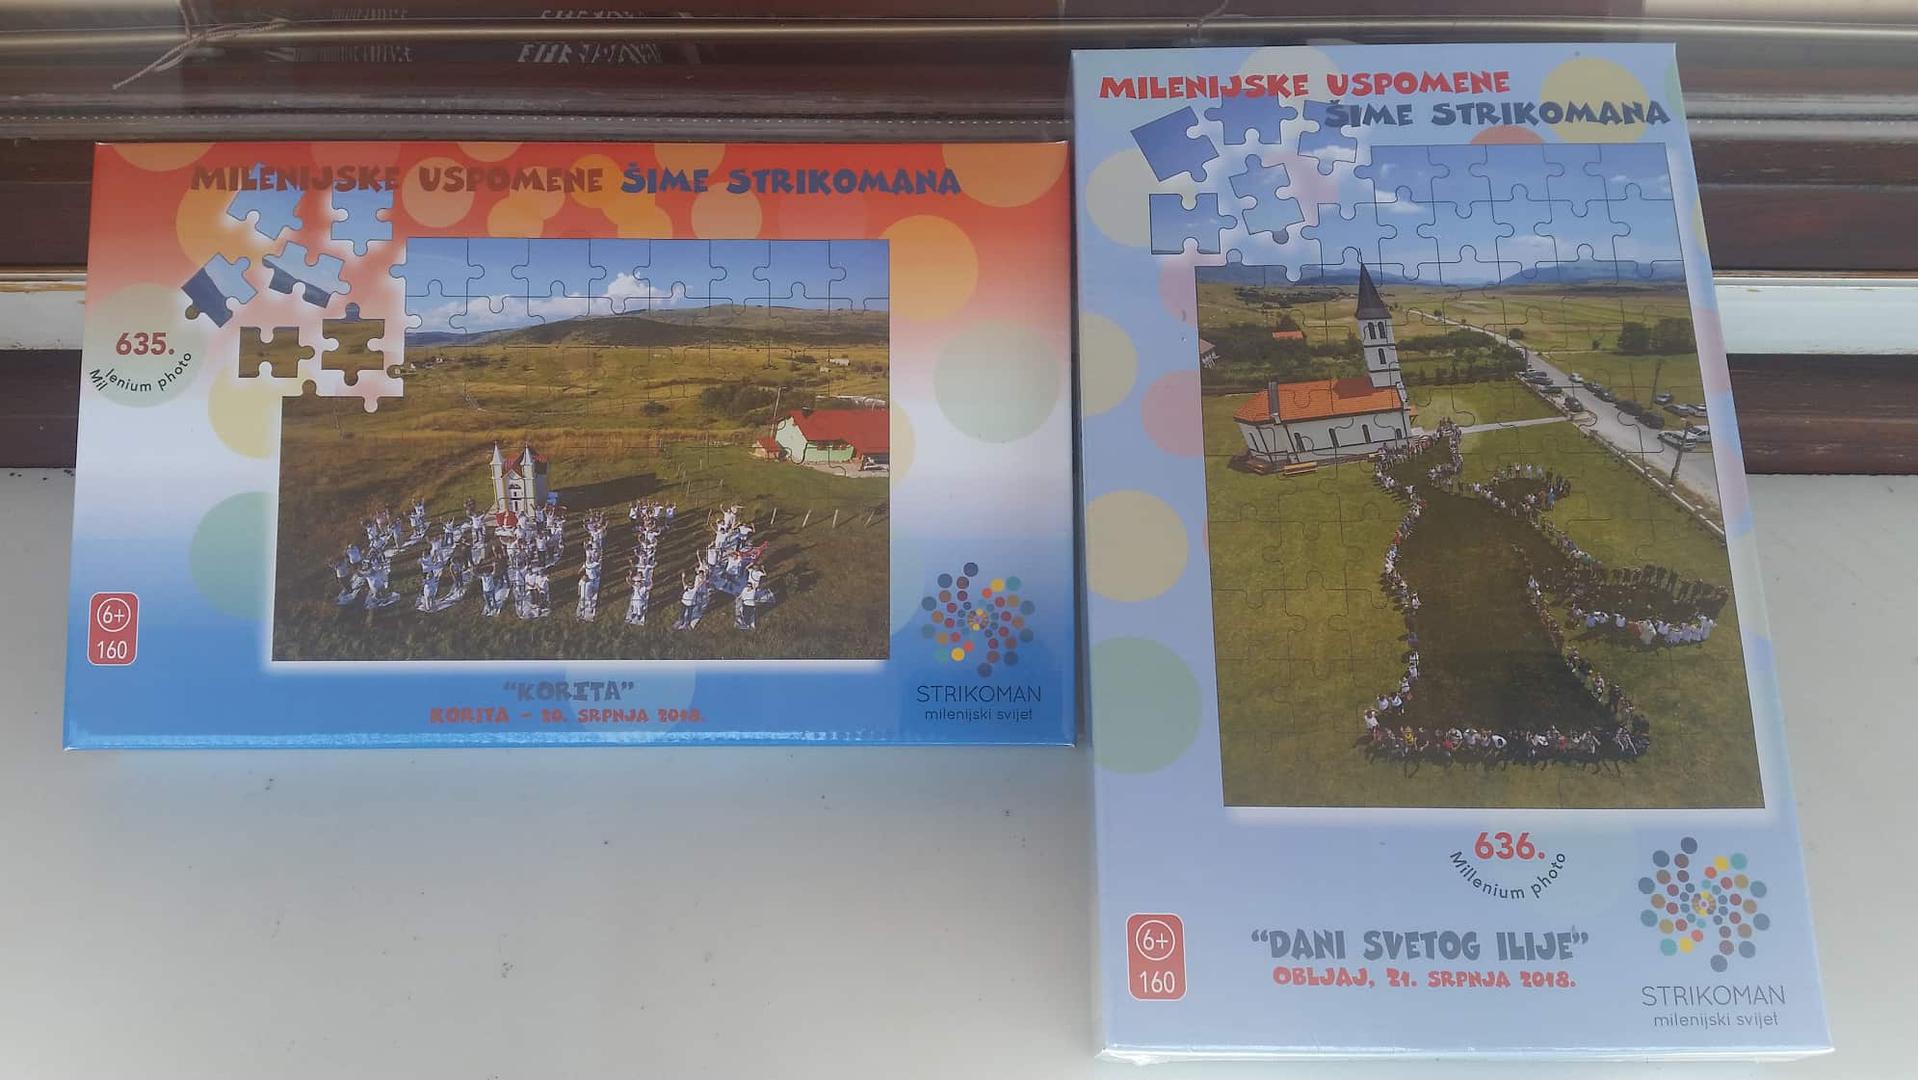 MILENIJSKE USPOMENE ŠIME STRIKOMANA
635.
Millenium photo
6+
160
"KORITA"
KORITA - 20. SRPNJA 2018.
STRIKOMAN
milenijski svijet
MILENIJSKE USPOMENE
ŠIME STRIKOMANA
636.
Millenium photo
6+
160
"DANI SVETOG ILIJE"
OBLJAJ, 21. SRPNJA 2018.
STRIKOMAN
milenijski svijet